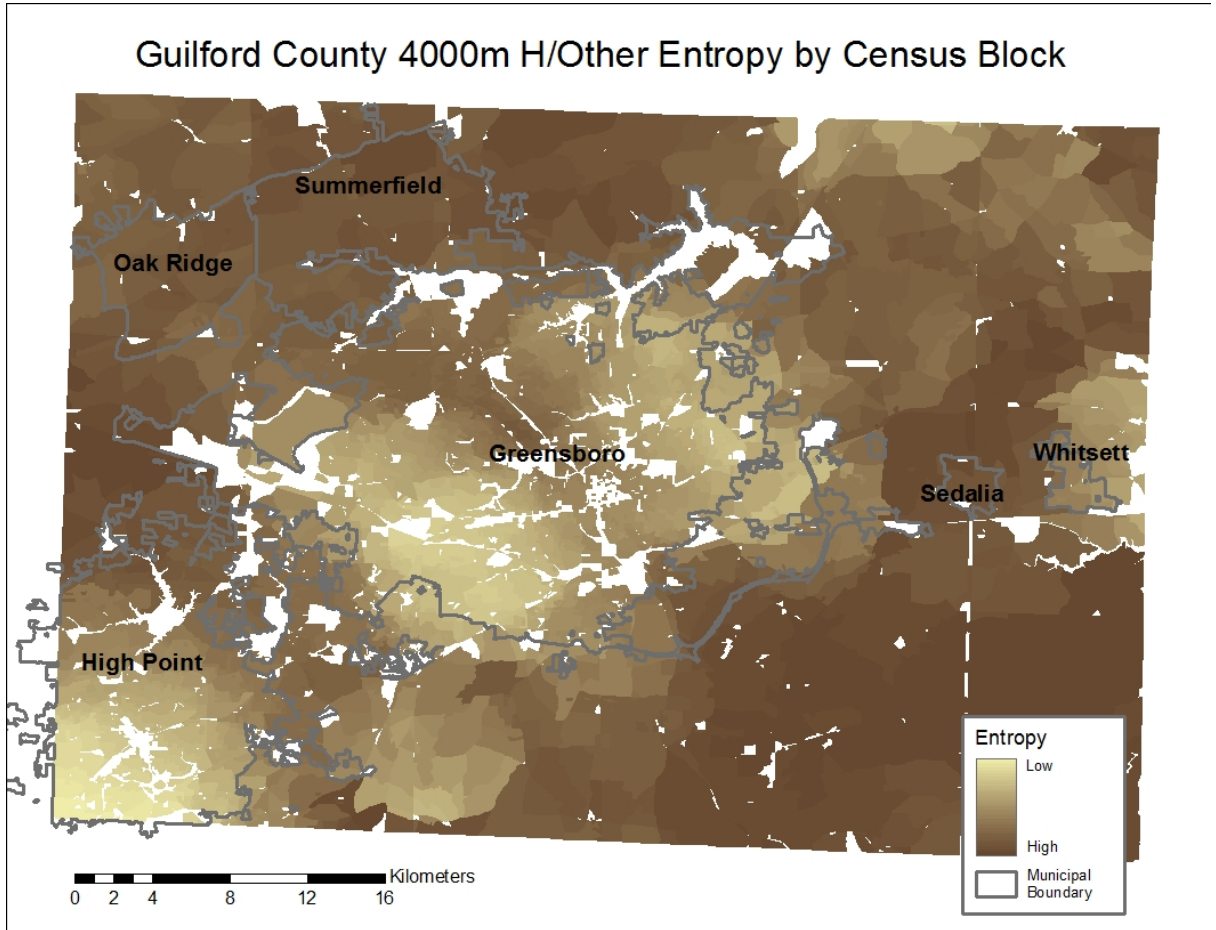 Guilford County 4000m H/Other Entropy by Census Block
Summerfield
Oak Ridge
Greensboro
Whitsett
Sedalia
High Point
Entropy
Low
High
Municipal
Boundary
Kilometers
0 2 4 8 12 16